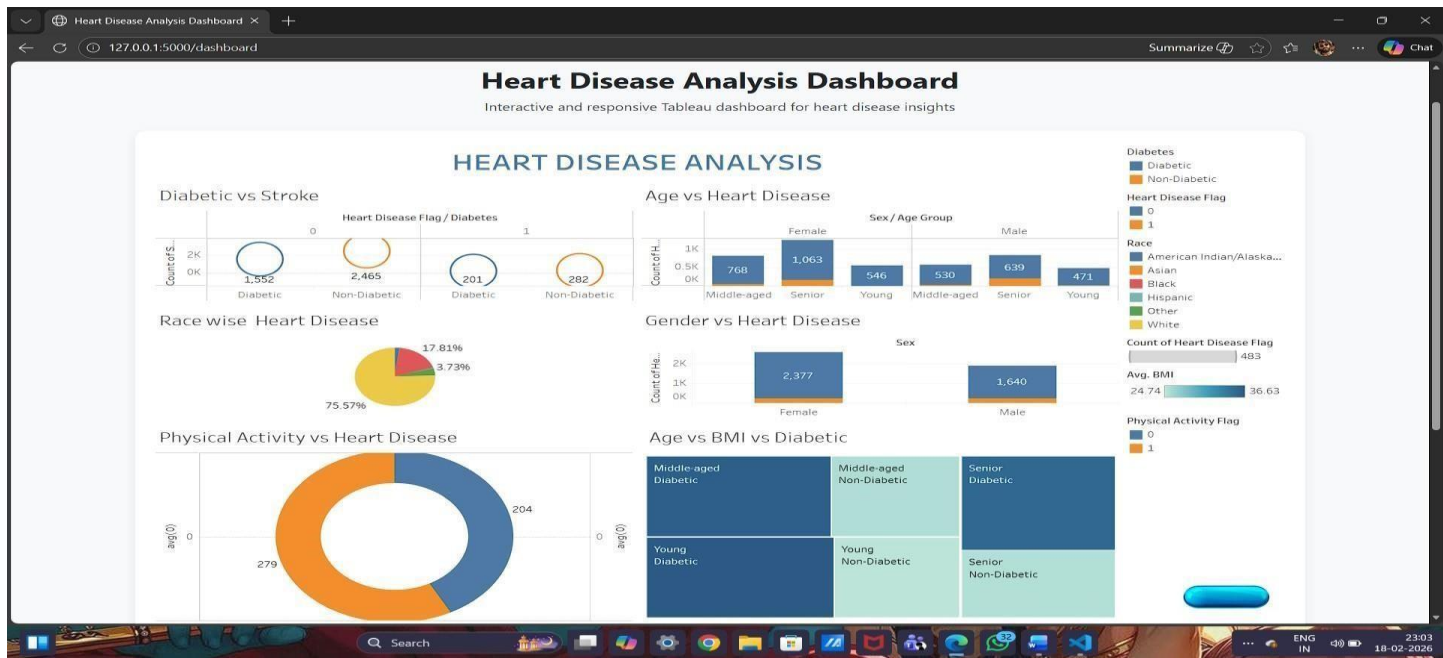 Heart Disease Analysis Dashboard
127.0.0.1:5000/dashboard
Summarize
Chat
Heart Disease Analysis Dashboard
Interactive and responsive Tableau dashboard for heart disease insights
HEART DISEASE ANALYSIS
Diabetic vs Stroke
Heart Disease Flag / Diabetes
0 1
Count of S...
2K
0K
1,552 2,465 201 282
Diabetic Non-Diabetic Diabetic Non-Diabetic
Age vs Heart Disease
Sex / Age Group
Female Male
Count of H...
1K
0.5K
0K
768 1,063 546 530 639 471
Middle-aged Senior Young Middle-aged Senior Young
Race wise Heart Disease
17.81%
3.73%
75.57%
Gender vs Heart Disease
Sex
Count of He...
2K
1K
0K
2,377 1,640
Female Male
Physical Activity vs Heart Disease
avg(0)
0
204
279
0
avg(0)
Age vs BMI vs Diabetic
Middle-aged
Diabetic
Middle-aged
Non-Diabetic
Senior
Diabetic
Young
Diabetic
Young
Non-Diabetic
Senior
Non-Diabetic
Diabetes
Diabetic
Non-Diabetic
Heart Disease Flag
0
1
Race
American Indian/Alaska...
Asian
Black
Hispanic
Other
White
Count of Heart Disease Flag
483
Avg. BMI
24.74 36.63
Physical Activity Flag
0
1
Search
32
ENG
IN
23:03
18-02-2026